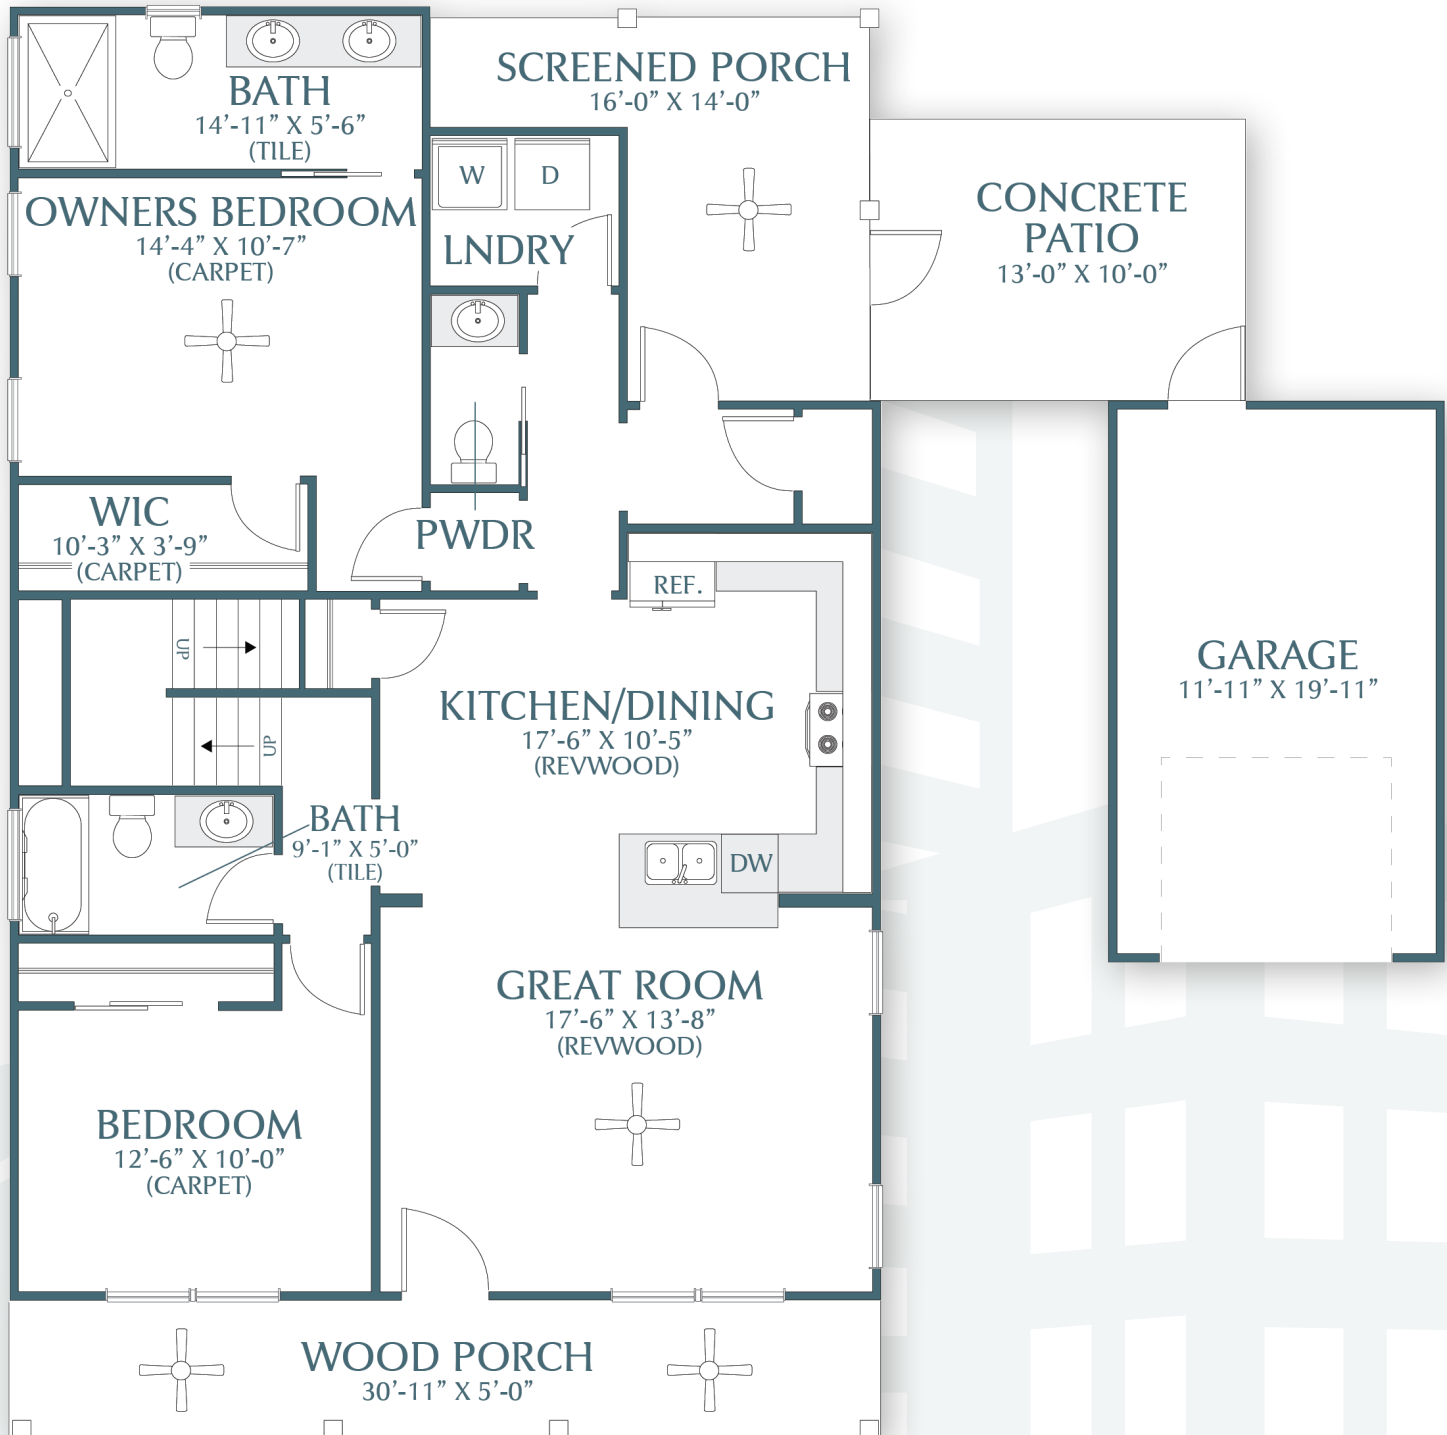 SCREENED PORCH
16’-0” X 14’-0”
BATH
14’-11” X 5’-6”
(TILE)
W
D
CONCRETE
PATIO
13’-0” X 10’-0”
OWNERS BEDROOM
14’-4” X 10’-7”
(CARPET)
LNDRY
WIC
10’-3” X 3’-9”
(CARPET)
PWDR
REF.
UP
UP
KITCHEN/DINING
17’-6” X 10’-5”
(REVWOOD)
GARAGE
11’-11” X 19’-11”
BATH
9’-1” X 5’-0”
(TILE)
DW
GREAT ROOM
17’-6” X 13’-8”
(REVWOOD)
BEDROOM
12’-6” X 10’-0”
(CARPET)
WOOD PORCH
30’-11” X 5’-0”